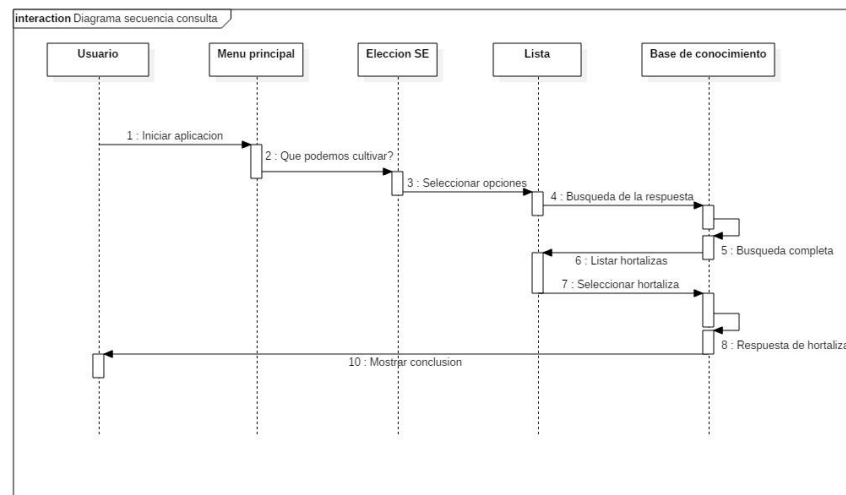 interaction Diagrama secuencia consulta
Usuario
Menu principal
Eleccion SE
Lista
Base de conocimiento
1 : Iniciar aplicacion
2 : Que podemos cultivar?
3 : Seleccionar opciones
4 : Busqueda de la respuesta
5 : Busqueda completa
6 : Listar hortalizas
7 : Seleccionar hortaliza
8 : Respuesta de hortaliza
10 : Mostrar conclusion